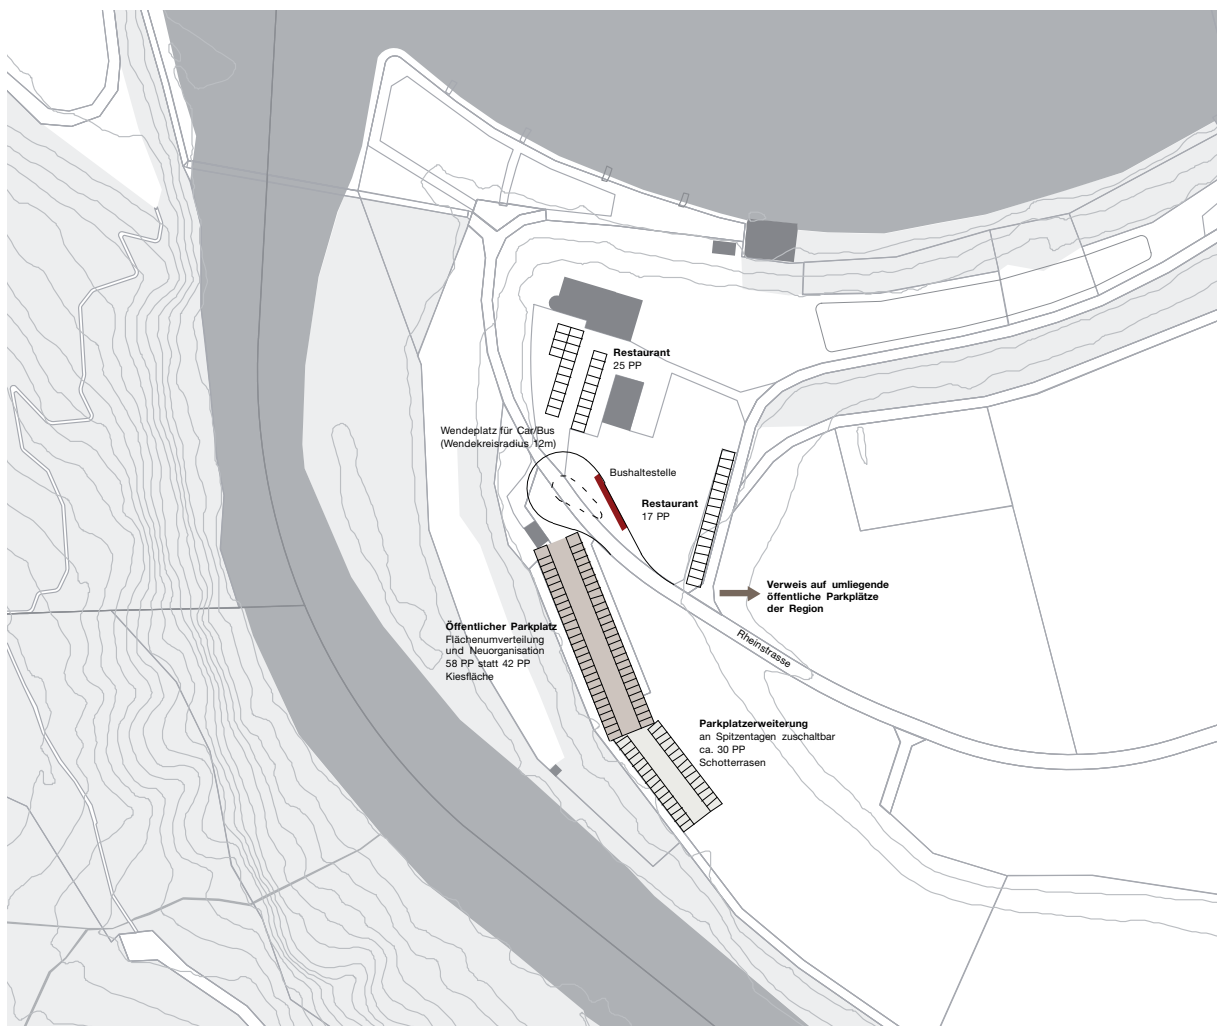 Restaurant
25 PP
Wendeplatz für Car/Bus
(Wendekreisradius 12m)
Bushaltestelle
Restaurant
17 PP
Verweis auf umliegende
öffentliche Parkplätze
der Region
Öffentlicher Parkplatz
Flächenumverteilung
und Neuorganisation
58 PP statt 42 PP
Kiesfläche
Rheinstrasse
Parkplatzerweiterung
an Spitzentagen zuschaltbar
ca. 30 PP
Schotterrasen